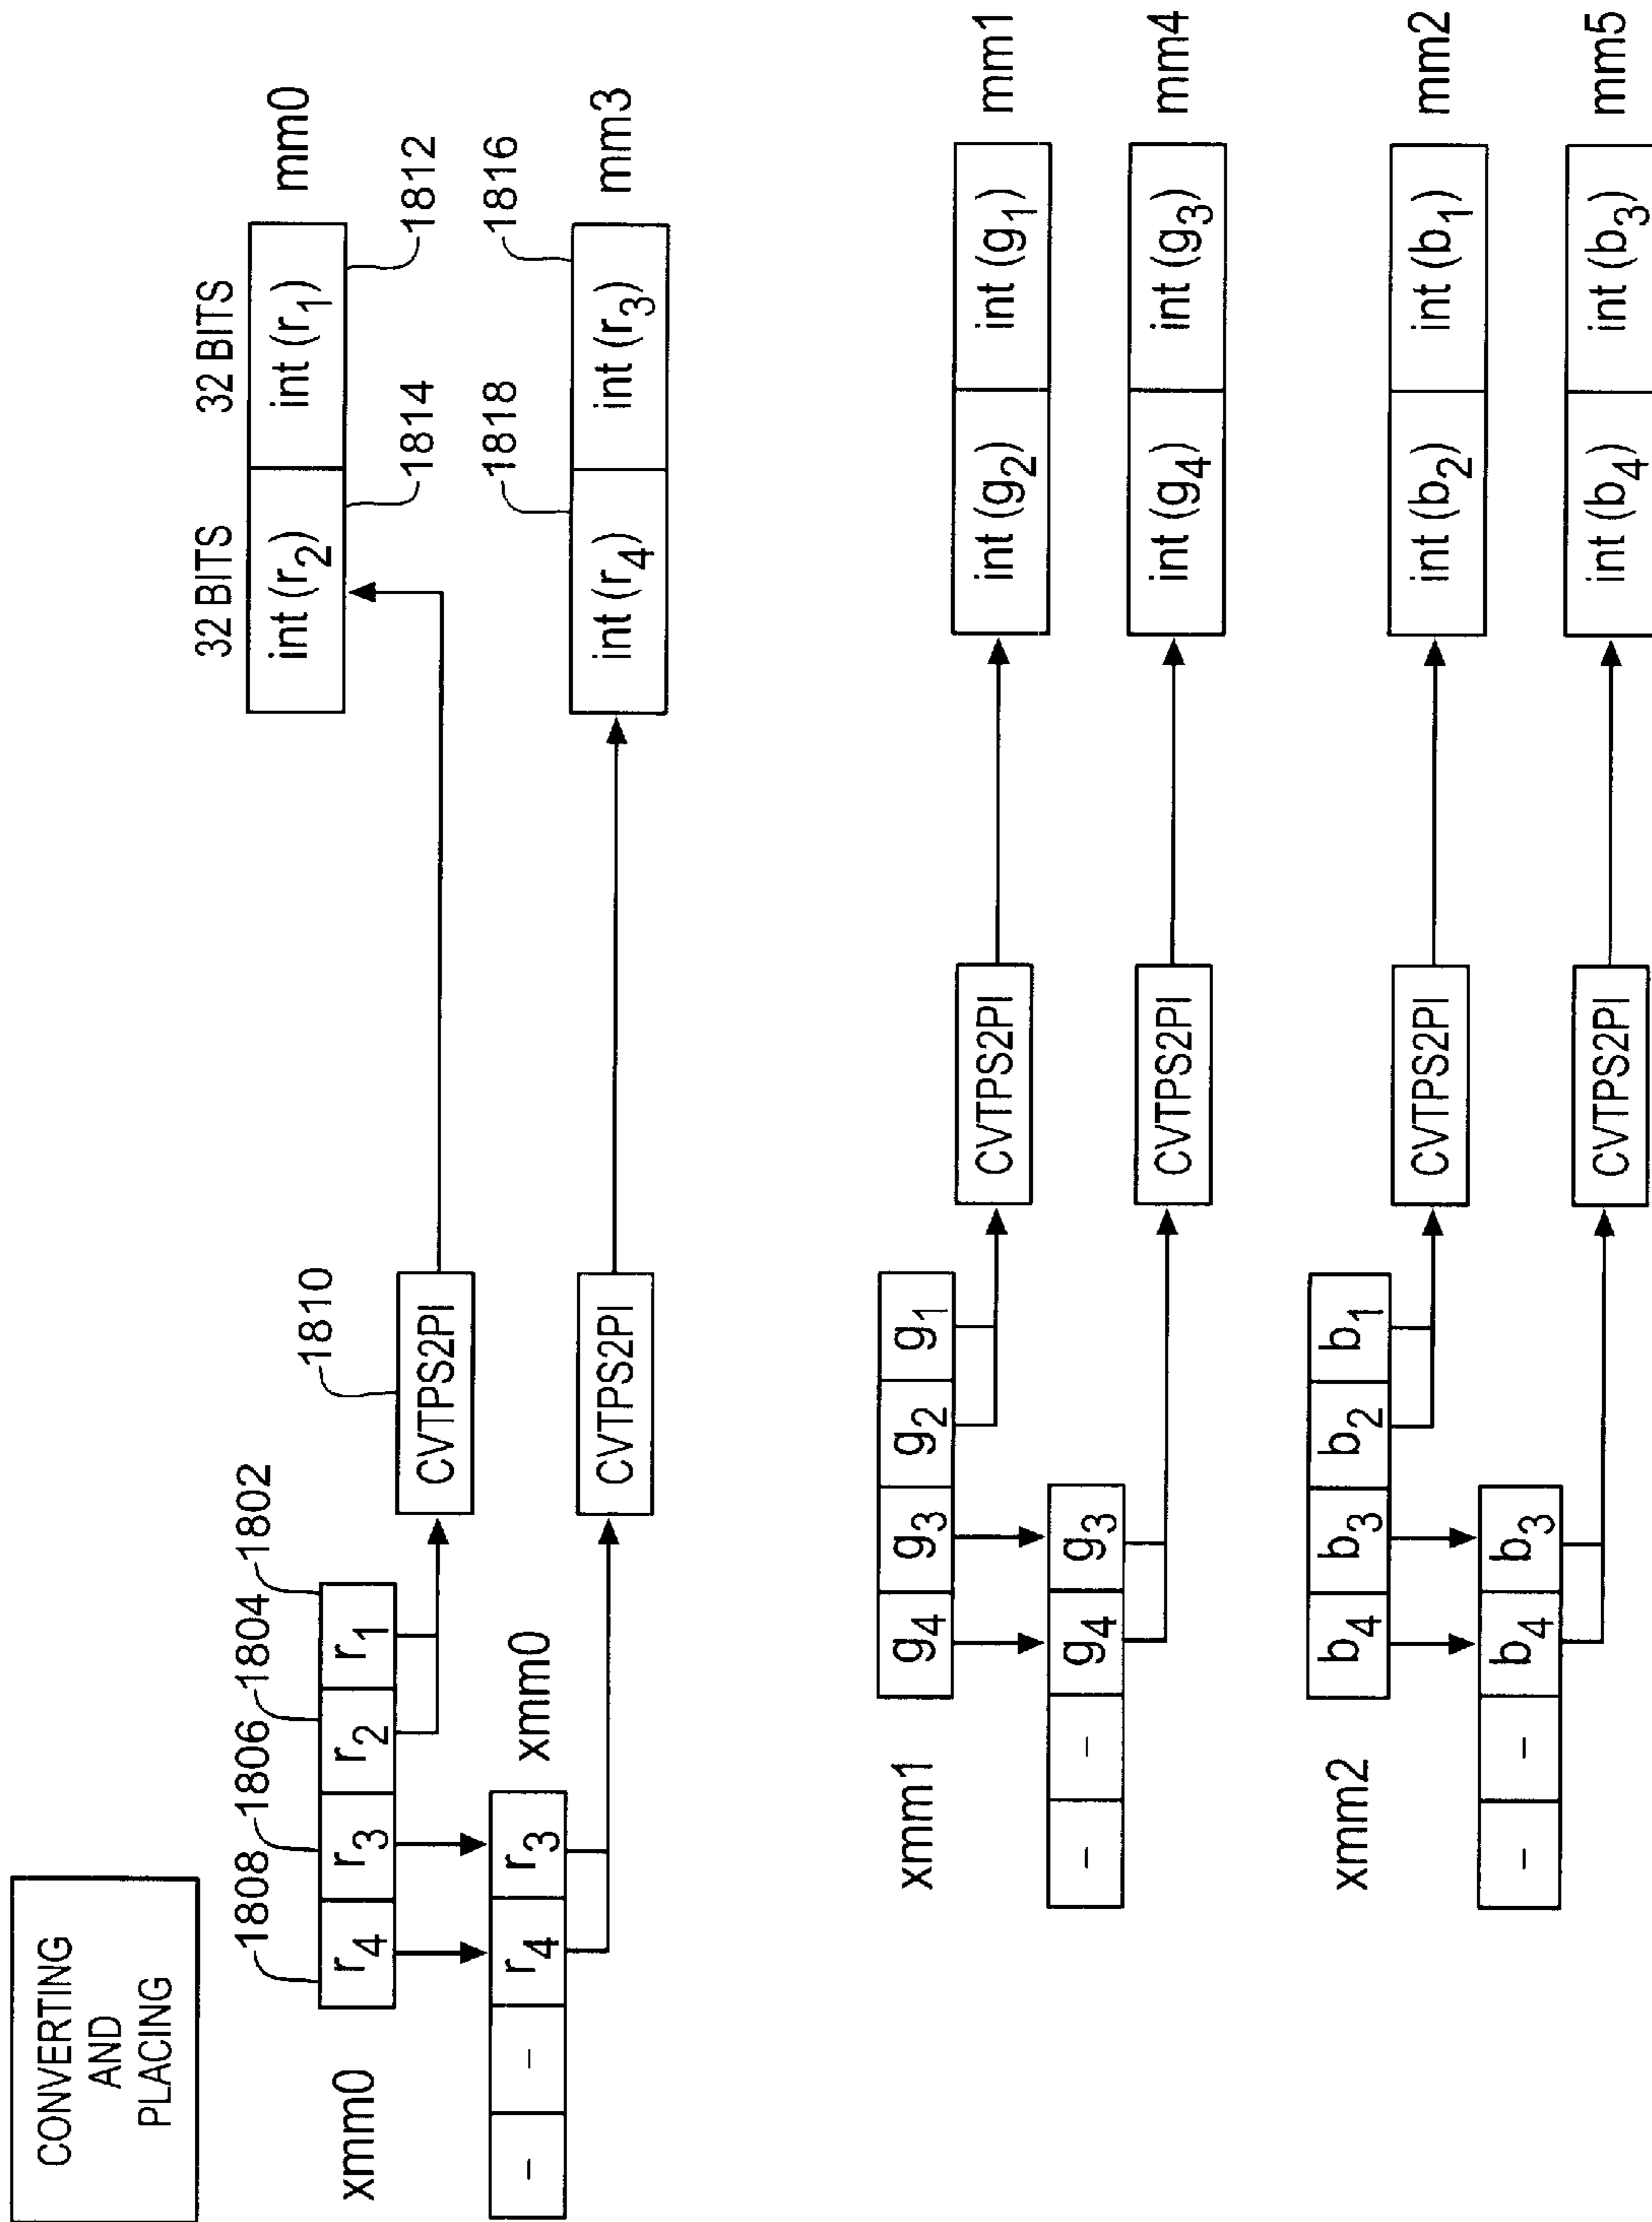 CONVERTING
AND
PLACING
xmm0
1808 1806 1804 1802
r4 r3 r2 r1
1810
CVTPS2PI
32 BITS 32 BITS
int (r2) int (r1) mm0
1814 1812
- - r4 r3
xmm0
CVTPS2PI
1818 1816
int (r4) int (r3) mm3
xmm1
g4 g3 g2 g1
CVTPS2PI
int (g2) int (g1) mm1
- - g4 g3
CVTPS2PI
int (g4) int (g3) mm4
xmm2
b4 b3 b2 b1
CVTPS2PI
int (b2) int (b1) mm2
- - b4 b3
CVTPS2PI
int (b4) int (b3) mm5